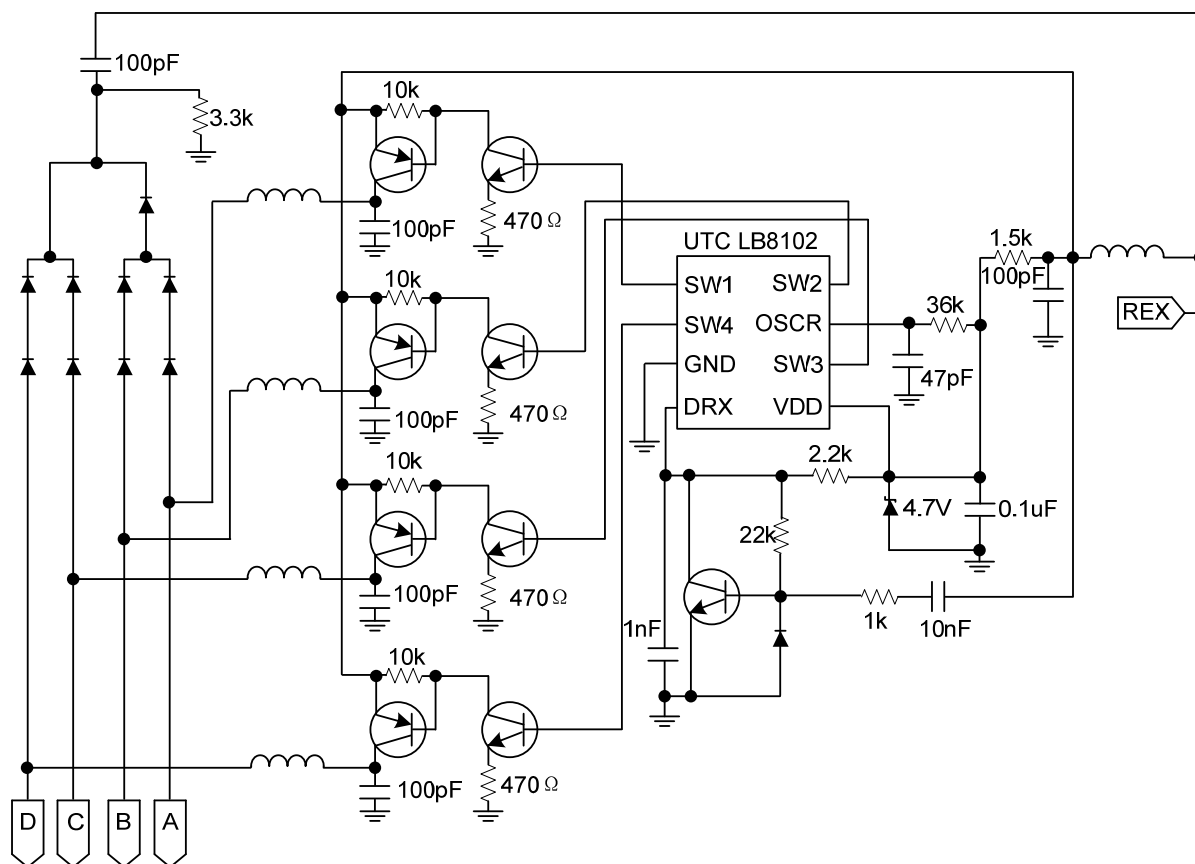 100pF
3.3k
10k
470Ω
100pF
UTC LB8102
SW1
SW2
SW4
OSCR
GND
SW3
DRX
VDD
1.5k
100pF
36k
REX
47pF
10k
470Ω
100pF
2.2k
4.7V
0.1uF
22k
10k
470Ω
100pF
1k
10nF
1nF
10k
470Ω
100pF
D
C
B
A